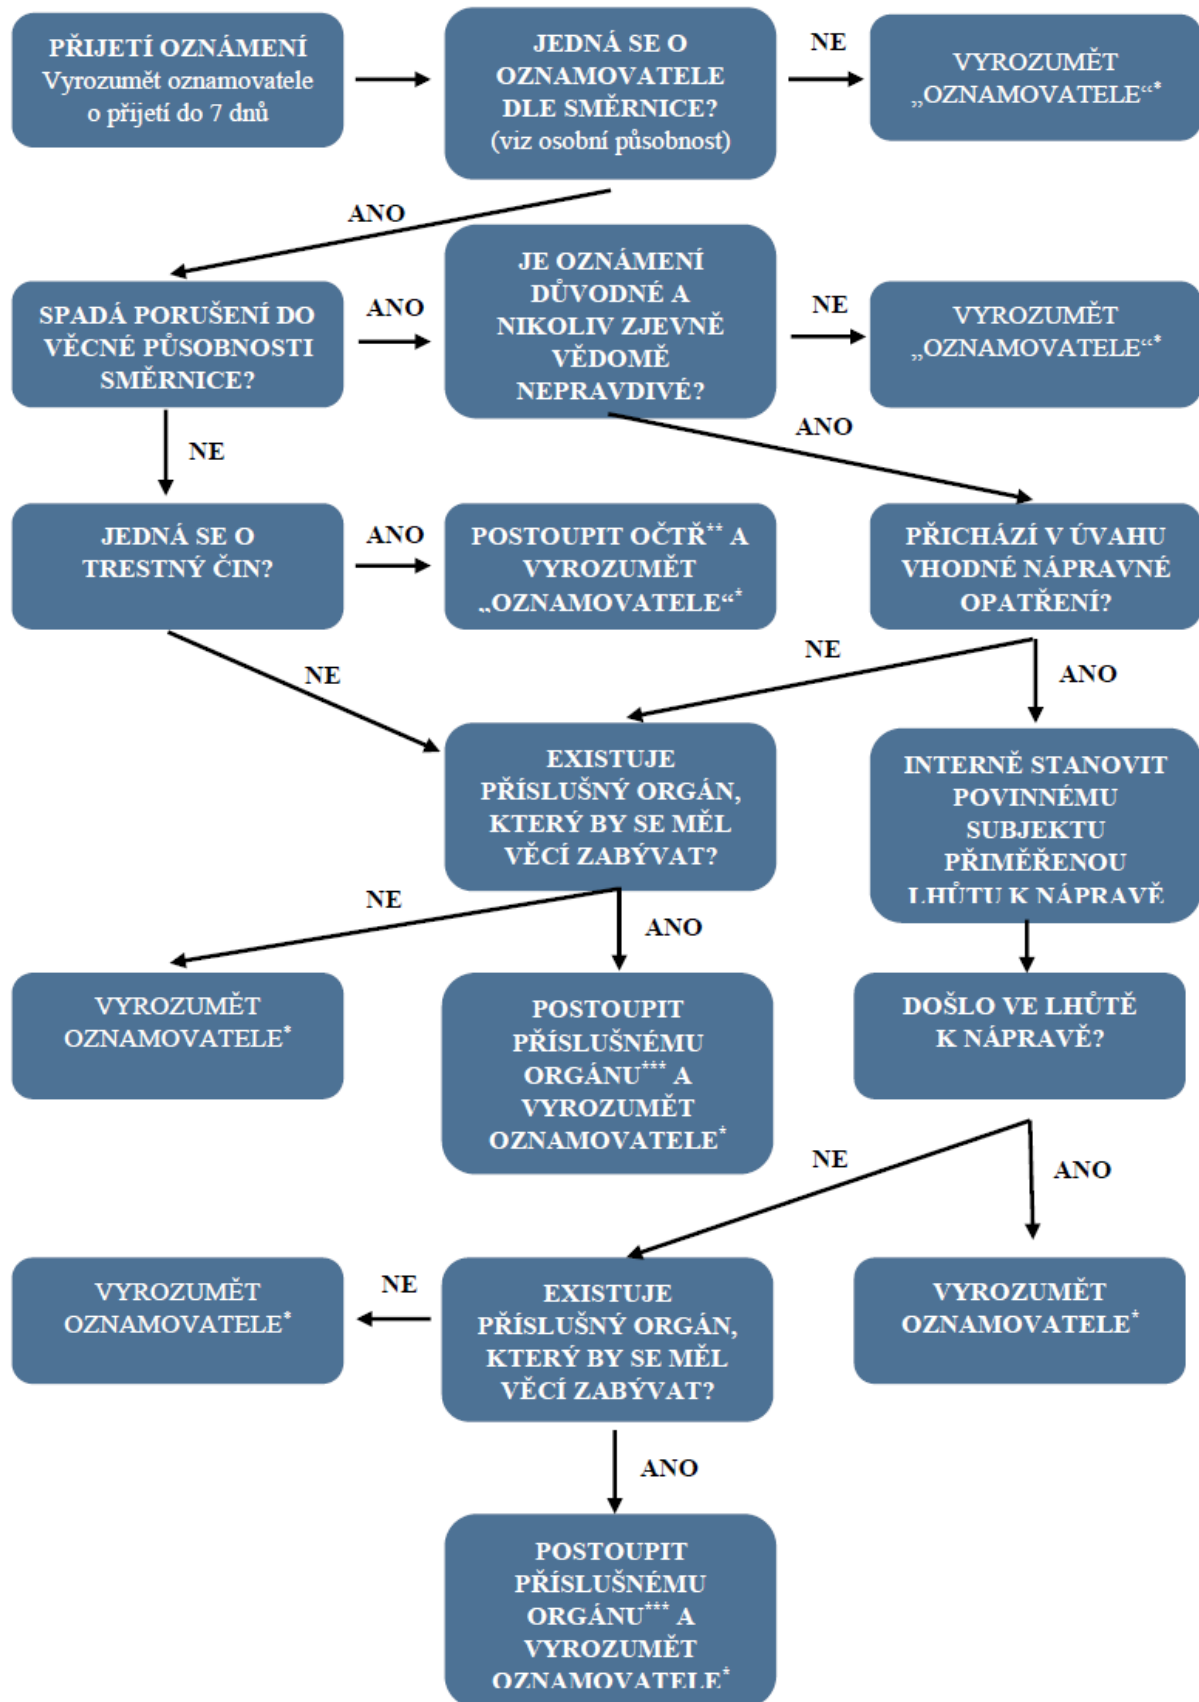 PŘIJETÍ OZNÁMENÍ
Vyrozumět oznamovatele
o přijetí do 7 dnů
JEDNÁ SE O
OZNAMOVATELE
DLE SMĚRNICE?
(viz osobní působnost)
NE
VYROZUMĚT
„OZNAMOVATELE“*
ANO
SPADÁ PORUŠENÍ DO
VĚCNÉ PŮSOBNOSTI
SMĚRNICE?
ANO
JE OZNÁMENÍ
DŮVODNÉ A
NIKOLIV ZJEVNĚ
VĚDOMĚ
NEPRAVDIVÉ?
NE
VYROZUMĚT
„OZNAMOVATELE“*
NE
ANO
JEDNÁ SE O
TRESTNÝ ČIN?
ANO
POSTOUPIT OČTŘ** A
VYROZUMĚT
„OZNAMOVATELE“*
PŘICHÁZÍ V ÚVAHU
VHODNÉ NÁPRAVNÉ
OPATŘENÍ?
NE
NE
ANO
EXISTUJE
PŘÍSLUŠNÝ ORGÁN,
KTERÝ BY SE MĚL
VĚCÍ ZABÝVAT?
INTERNĚ STANOVIT
POVINNÉMU
SUBJEKTU
PŘIMĚŘENOU
LHŮTU K NÁPRAVĚ
NE
ANO
VYROZUMĚT
OZNAMOVATELE*
POSTOUPIT
PŘÍSLUŠNÉMU
ORGÁNU*** A
VYROZUMĚT
OZNAMOVATELE*
DOŠLO VE LHŮTĚ
K NÁPRAVĚ?
NE
ANO
VYROZUMĚT
OZNAMOVATELE*
NE
EXISTUJE
PŘÍSLUŠNÝ ORGÁN,
KTERÝ BY SE MĚL
VĚCÍ ZABÝVAT?
VYROZUMĚT
OZNAMOVATELE*
ANO
POSTOUPIT
PŘÍSLUŠNÉMU
ORGÁNU*** A
VYROZUMĚT
OZNAMOVATELE*